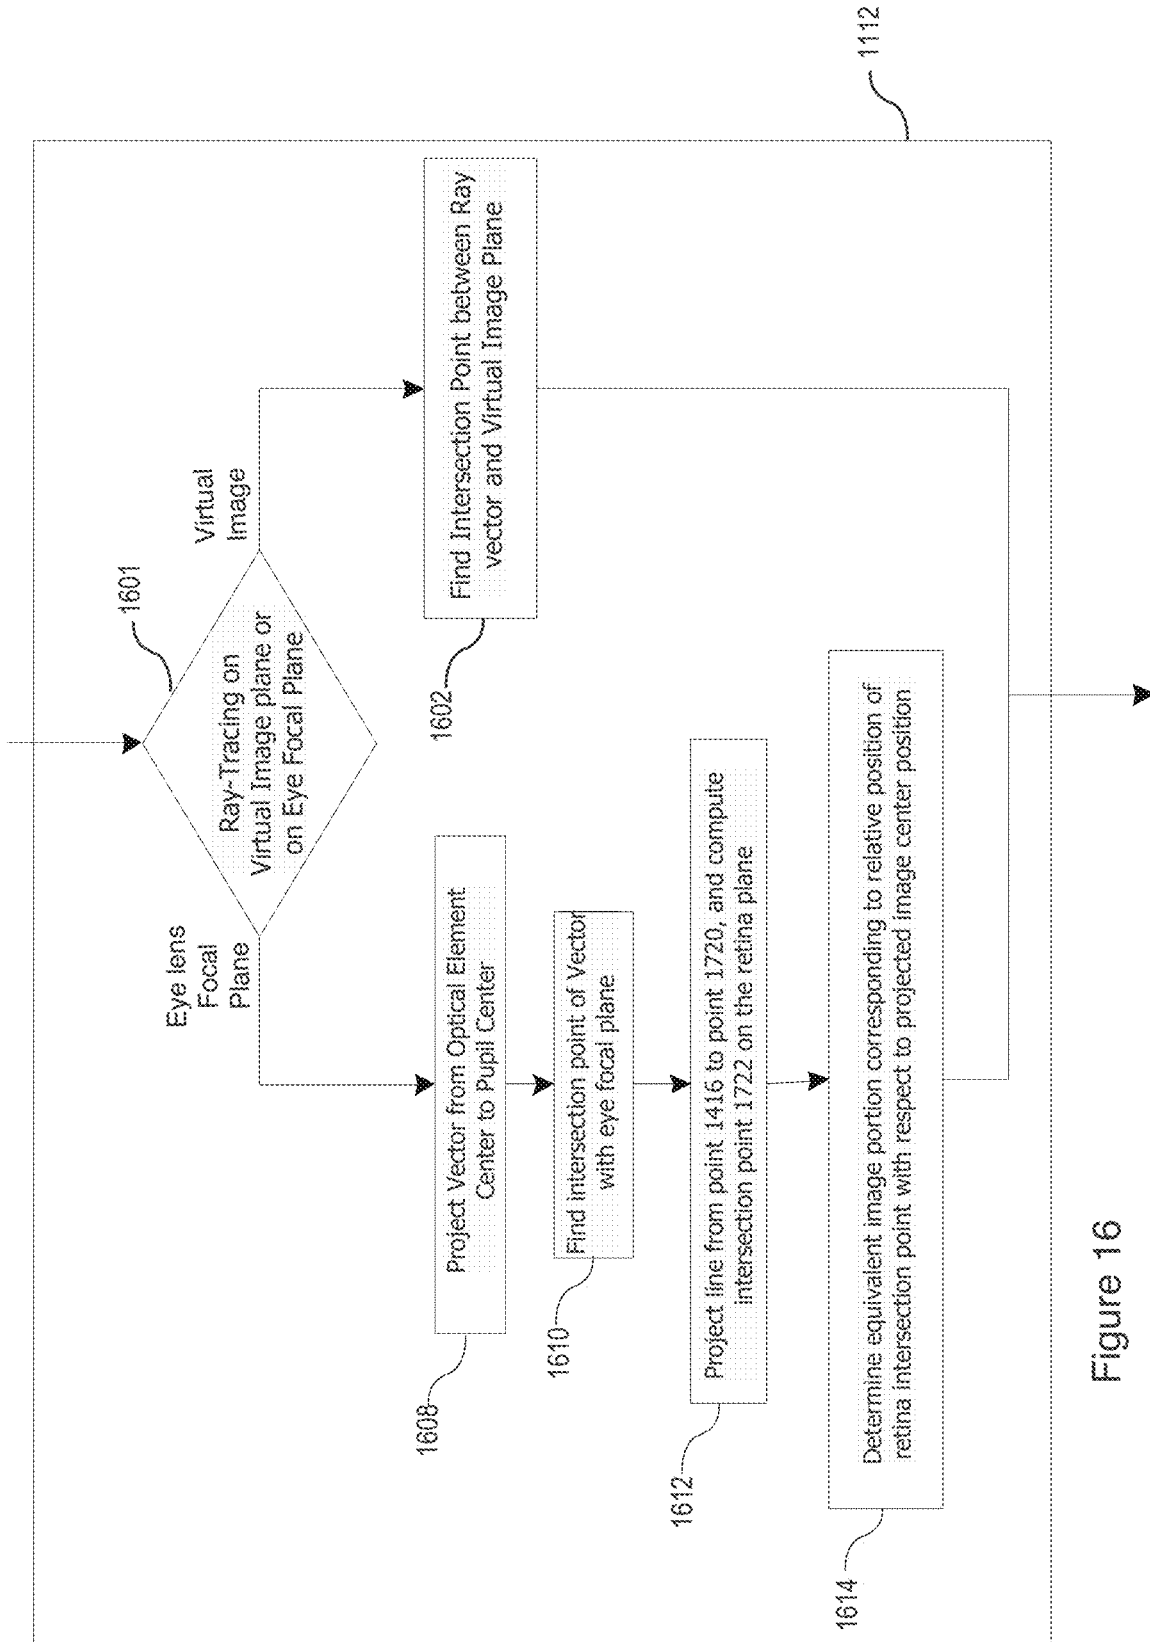 1112
1601
Ray-Tracing on
Virtual Image plane or
on Eye Focal Plane
Eye lens
Focal
Plane
Virtual
Image
Project Vector from Optical Element
Center to Pupil Center
1608
Find Intersection Point between Ray
vector and Virtual Image Plane
1602
Find intersection point of Vector
with eye focal plane
1610
Project line from point 1416 to point 1720, and compute
intersection point 1722 on the retina plane
1612
Determine equivalent image portion corresponding to relative position of
retina intersection point with respect to projected image center position
1614
Figure 16